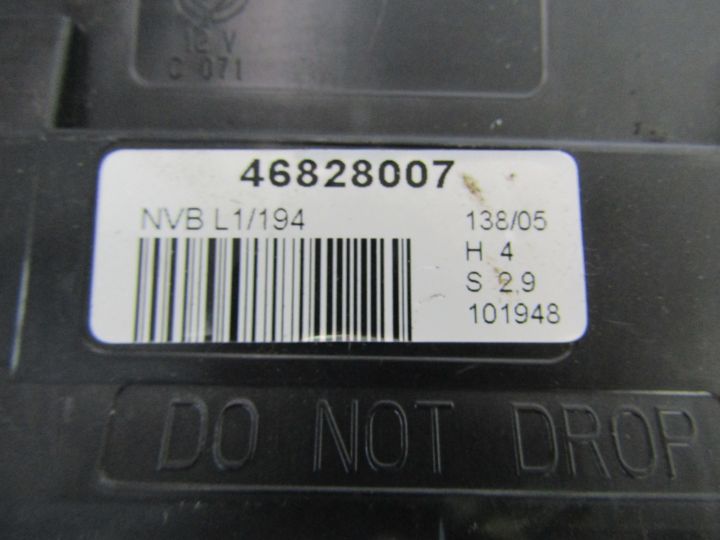 12 V
C 071
46828007
NVB L1/194
138/05
H 4
S 2.9
101948
DO NOT DROP